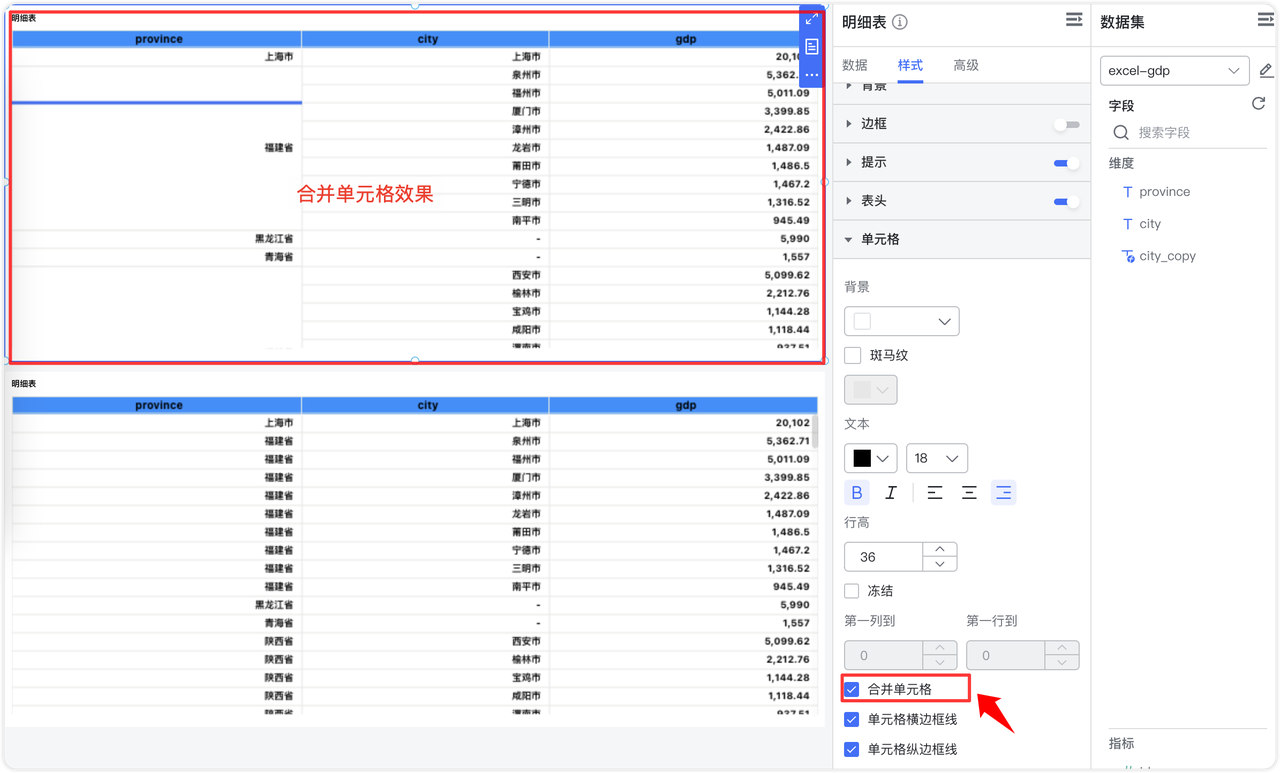 明细表
province city gdp
上海市 上海市 20,10
泉州市 5,362.
福州市 5,011.09
厦门市 3,399.85
漳州市 2,422.86
福建省 龙岩市 1,487.09
莆田市 1,486.5
宁德市 1,467.2
合并单元格效果
三明市 1,316.52
南平市 945.49
黑龙江省 - 5,990
青海省 - 1,557
西安市 5,099.62
榆林市 2,212.76
宝鸡市 1,144.28
咸阳市 1,118.44
渭南市 937.51
明细表
province city gdp
上海市 上海市 20,102
福建省 泉州市 5,362.71
福建省 福州市 5,011.09
福建省 厦门市 3,399.85
福建省 漳州市 2,422.86
福建省 龙岩市 1,487.09
福建省 莆田市 1,486.5
福建省 宁德市 1,467.2
福建省 三明市 1,316.52
福建省 南平市 945.49
黑龙江省 - 5,990
青海省 - 1,557
陕西省 西安市 5,099.62
陕西省 榆林市 2,212.76
陕西省 宝鸡市 1,144.28
陕西省 咸阳市 1,118.44
陕西省 渭南市 937.51
明细表
数据 样式 高级
背景
边框
提示
表头
单元格
背景
斑马纹
文本
18
B I
行高
36
冻结
第一列到 第一行到
0 0
合并单元格
单元格横边框线
单元格纵边框线
数据集
excel-gdp
字段
搜索字段
维度
T province
T city
T city_copy
指标